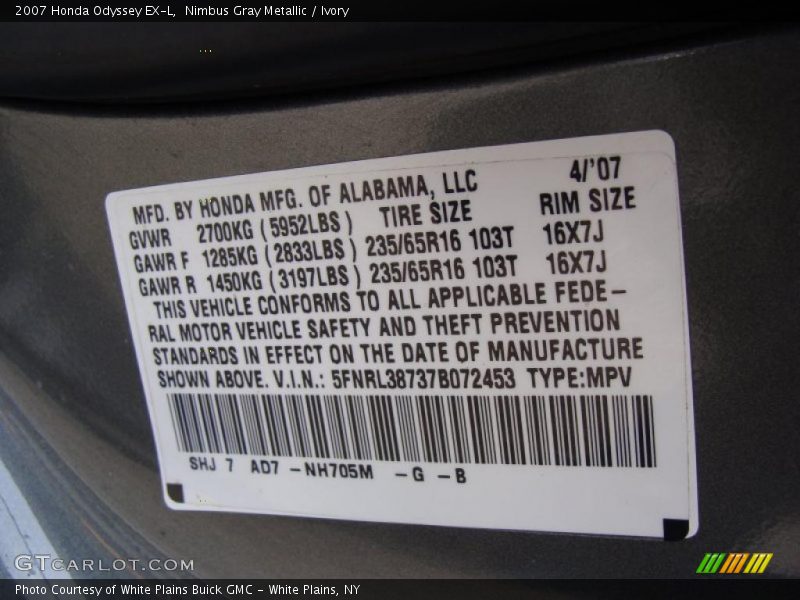 2007 Honda Odyssey EX-L,  Nimbus Gray Metallic / Ivory
MFD. BY HONDA MFG. OF ALABAMA, LLC 4/'07
GVWR 2700KG (5952LBS) TIRE SIZE RIM SIZE
GAWR F 1285KG (2833LBS) 235/65R16 103T 16X7J
GAWR R 1450KG (3197LBS) 235/65R16 103T 16X7J
THIS VEHICLE CONFORMS TO ALL APPLICABLE FEDE-
RAL MOTOR VEHICLE SAFETY AND THEFT PREVENTION
STANDARDS IN EFFECT ON THE DATE OF MANUFACTURE
SHOWN ABOVE. V.I.N.: 5FNRL38737B072453 TYPE:MPV
SHJ 7 AD7 -NH705M -G -B
GTCARLOT.COM
Photo Courtesy of White Plains Buick GMC - White Plains, NY